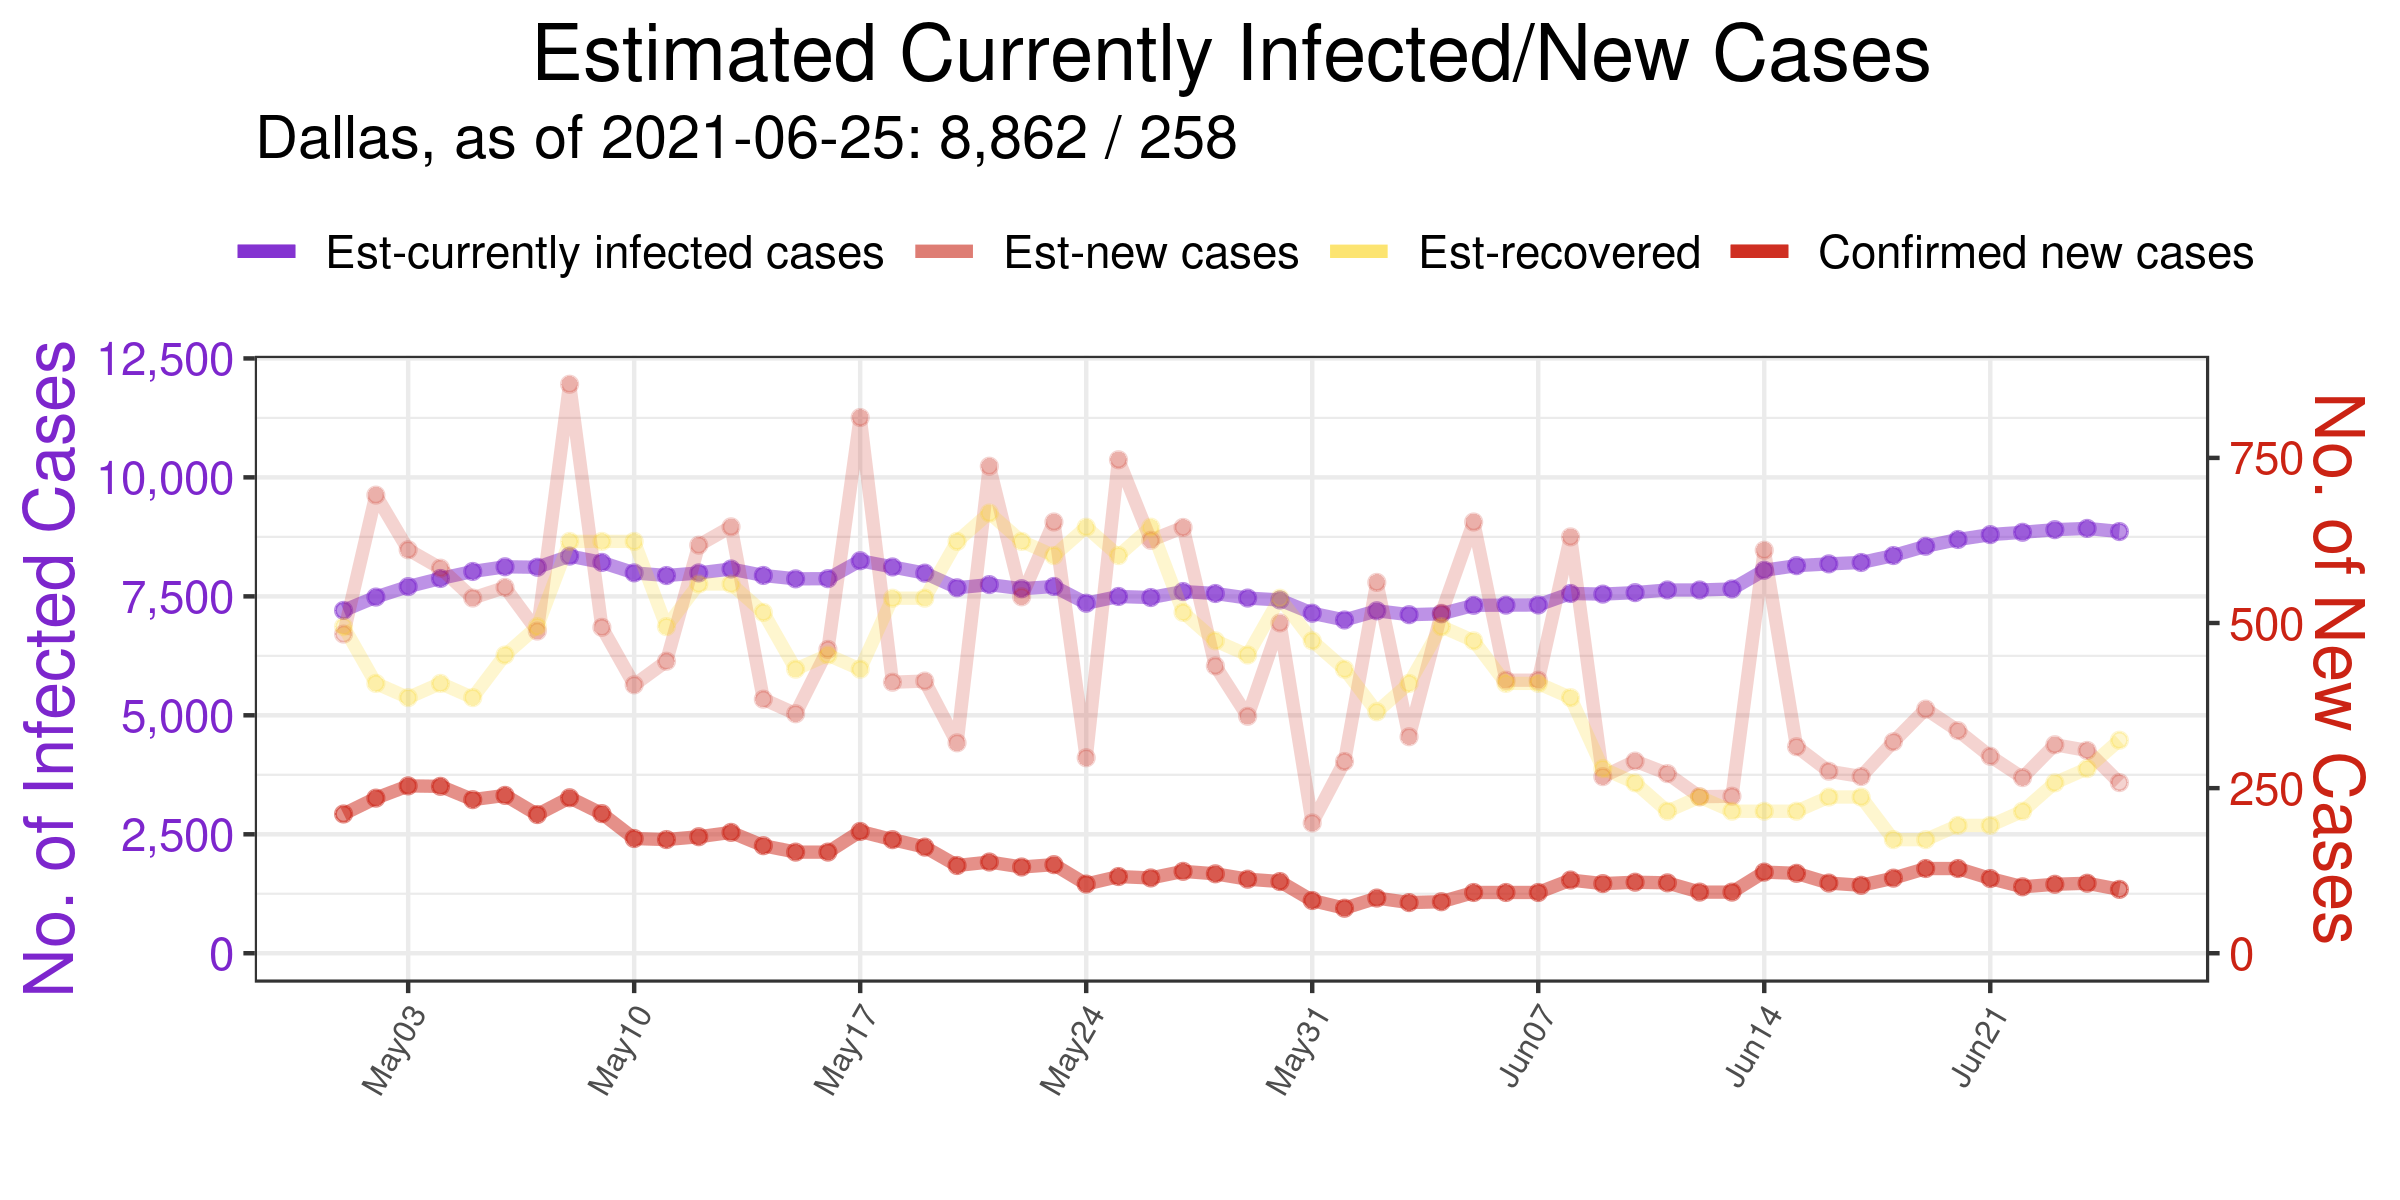 Estimated Currently Infected/New Cases
Dallas, as of 2021-06-25: 8,862 / 258
Est-currently infected cases Est-new cases Est-recovered Confirmed new cases
No. of Infected Cases
12,500
10,000
7,500
5,000
2,500
0
No. of New Cases
750
500
250
0
May03 May10 May17 May24 May31 Jun07 Jun14 Jun21